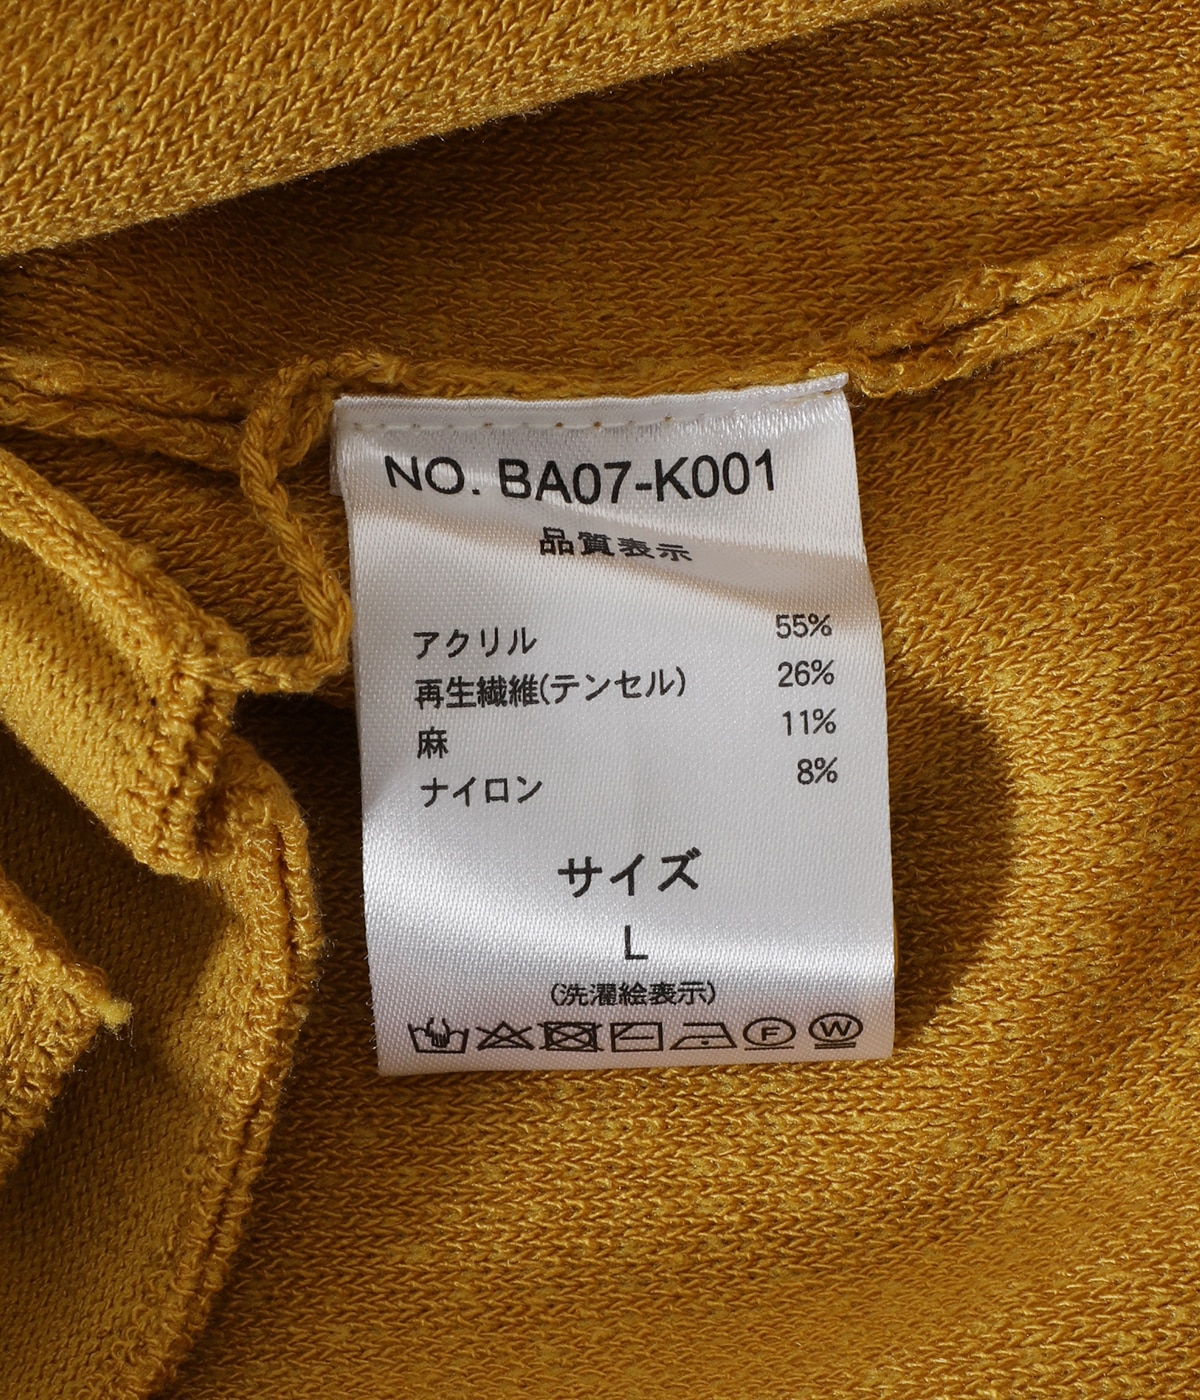 NO. BA07-K001
品質表示
アクリル 55%
再生繊維(テンセル) 26%
麻 11%
ナイロン 8%
サイズ
L
(洗濯絵表示)
F W